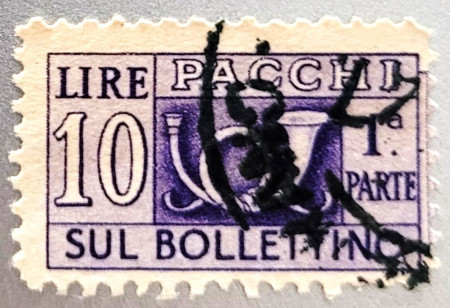 LIRE PACCHI
10 1ª.
PARTE
SUL BOLLETTINO